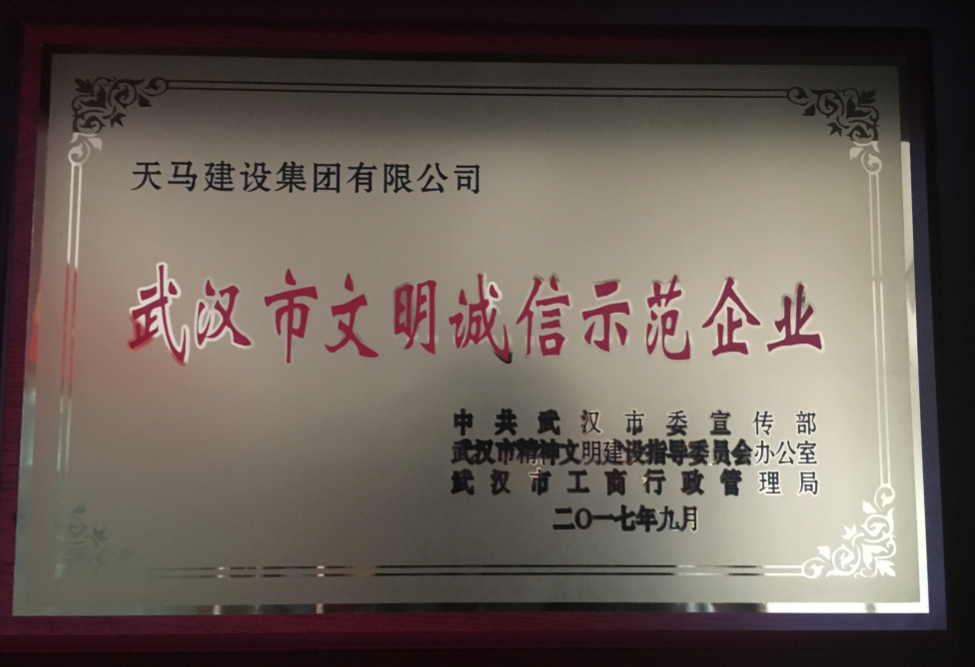 天马建设集团有限公司
武汉市文明诚信示范企业
中共武汉市委宣传部
武汉市精神文明建设指导委员会办公室
武汉市工商行政管理局
二〇一七年九月